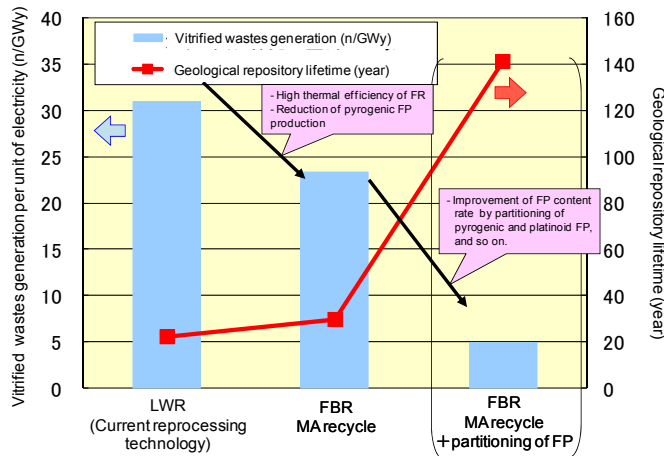 Vitrified wastes generation per unit of electricity (n/GWy)
40
35
30
25
20
15
10
5
0
Vitrified wastes generation (n/GWy)
Geological repository lifetime (year)
- High thermal efficiency of FR
- Reduction of pyrogenic FP
production
- Improvement of FP content
rate by partitioning of
pyrogenic and platinoid FP,
and so on.
160
140
120
100
80
60
40
20
0
Geological repository lifetime (year)
LWR
(Current reprocessing
technology)
FBR
MA recycle
FBR
MA recycle
+partitioning of FP